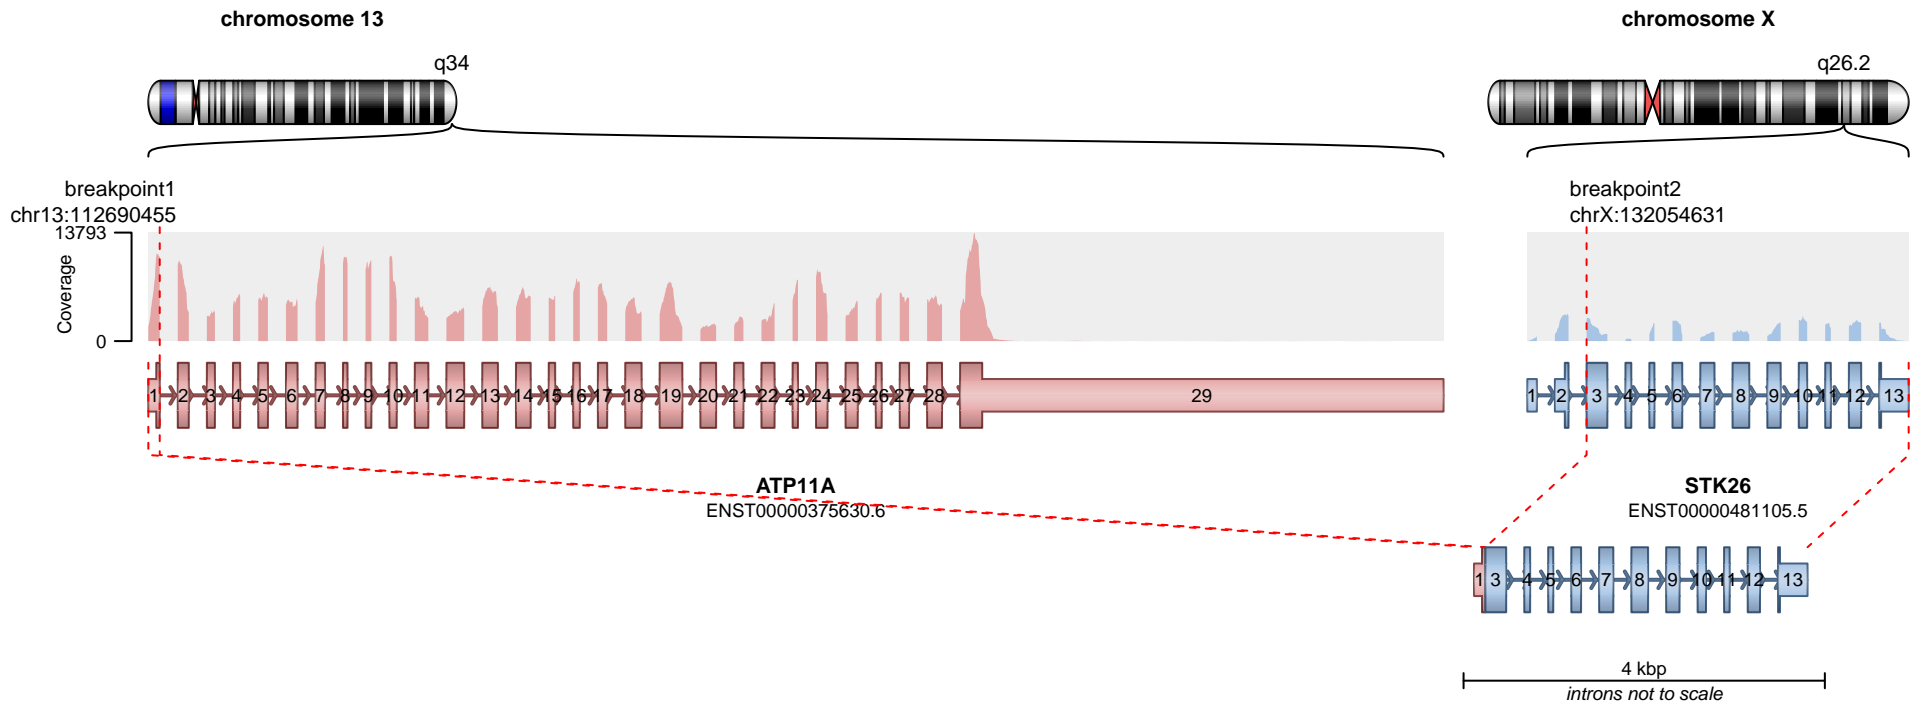 chromosome 13
chromosome X
q34
q26.2
breakpoint1
chr13:112690455
breakpoint2
chrX:132054631
13793
Coverage
0
1 2 3 4 5 6 7 8 9 10 11 12 13 14 15 16 17 18 19 20 21 22 23 24 25 26 27 28 29
1 2 3 4 5 6 7 8 9 10 11 12 13
ATP11A
ENST00000375630.6
STK26
ENST00000481105.5
1 3 4 5 6 7 8 9 10 11 12 13
4 kbp
introns not to scale